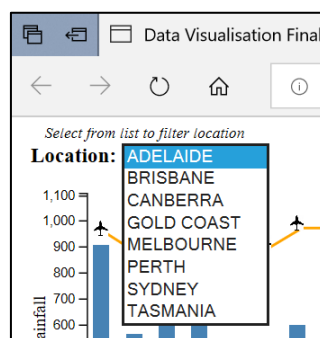 Data Visualisation Final
Select from list to filter location
Location: ADELAIDE
BRISBANE
CANBERRA
GOLD COAST
MELBOURNE
PERTH
SYDNEY
TASMANIA
1,100
1,000
900
800
700
600